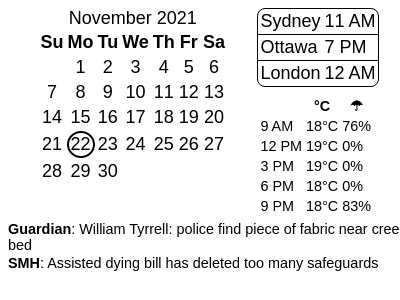 November 2021
Su Mo Tu We Th Fr Sa
1 2 3 4 5 6
7 8 9 10 11 12 13
14 15 16 17 18 19 20
21 22 23 24 25 26 27
28 29 30
Sydney 11 AM
Ottawa 7 PM
London 12 AM
°C ☂
9 AM 18°C 76%
12 PM 19°C 0%
3 PM 19°C 0%
6 PM 18°C 0%
9 PM 18°C 83%
Guardian: William Tyrrell: police find piece of fabric near cree
bed
SMH: Assisted dying bill has deleted too many safeguards